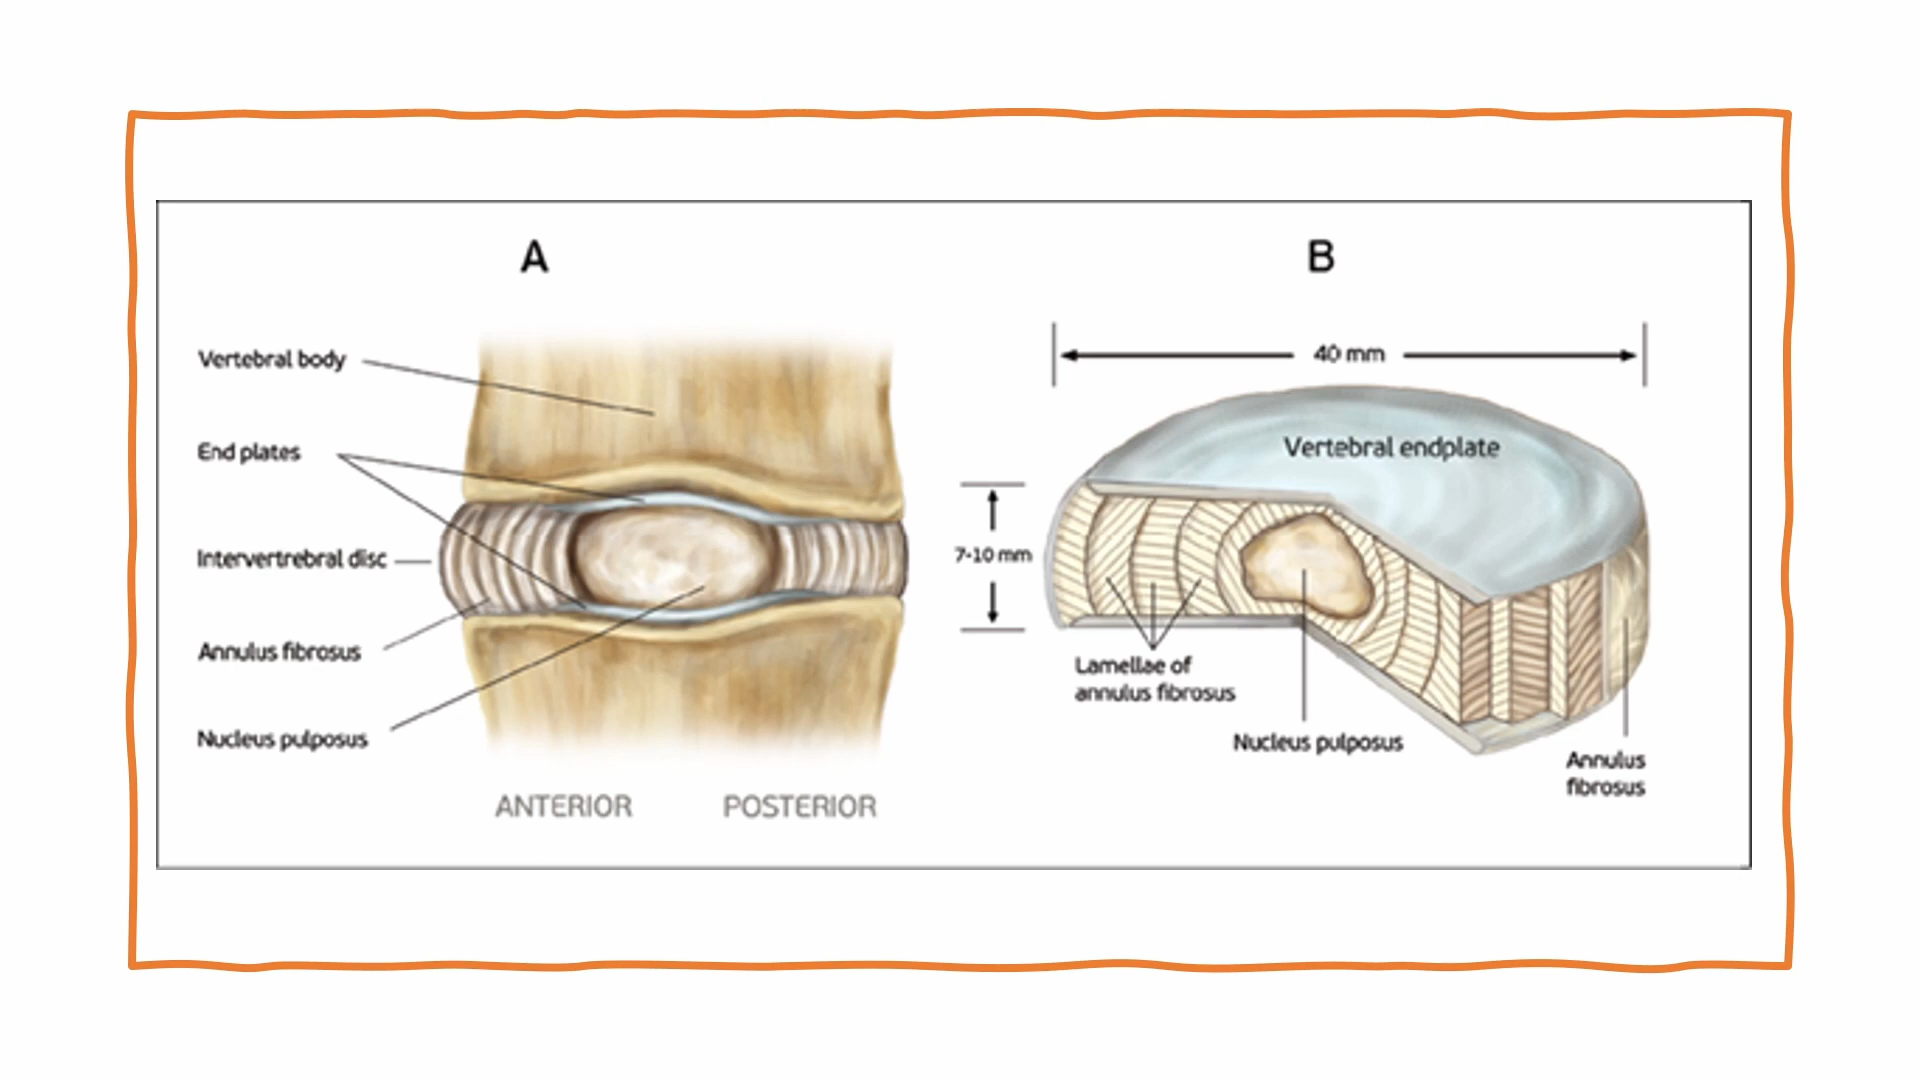 A
Vertebral body
End plates
Intervertrebral disc
Annulus fibrosus
Nucleus pulposus
ANTERIOR
POSTERIOR
B
40 mm
Vertebral endplate
7-10 mm
Lamellae of
annulus fibrosus
Nucleus pulposus
Annulus
fibrosus